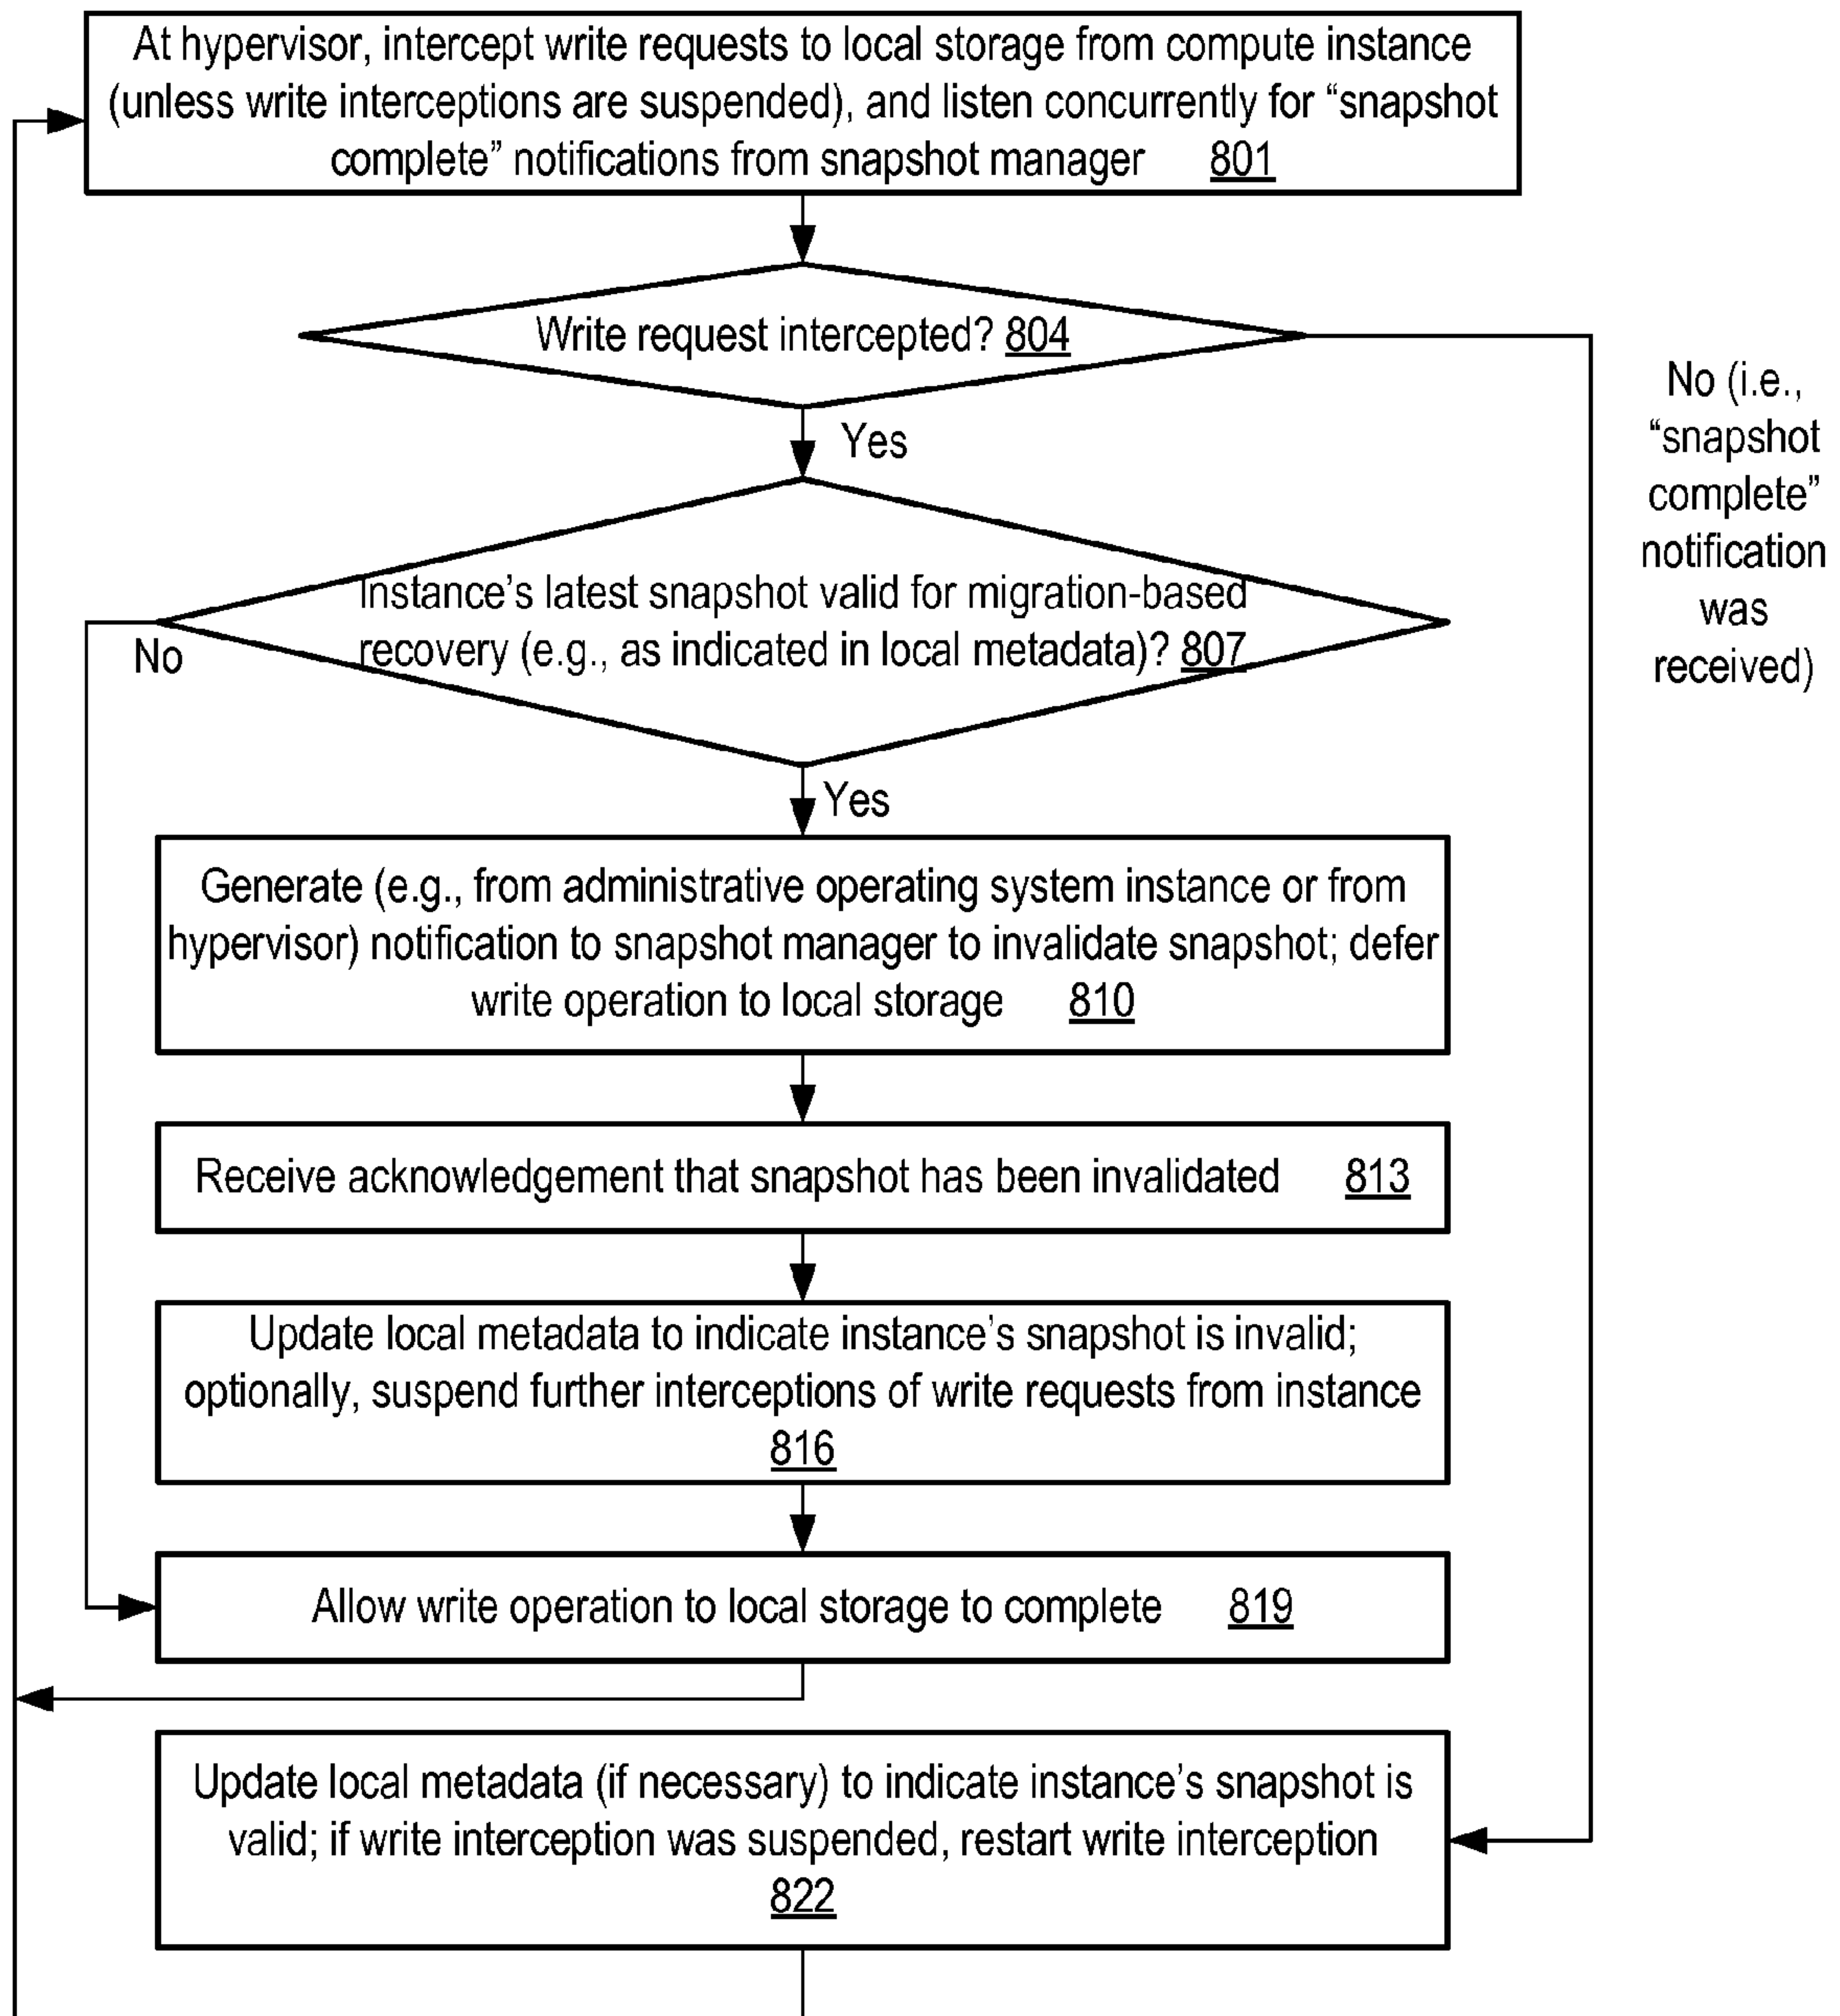 At hypervisor, intercept write requests to local storage from compute instance
(unless write interceptions are suspended), and listen concurrently for “snapshot
complete” notifications from snapshot manager 801
Write request intercepted? 804
No (i.e.,
“snapshot
complete”
notification
was
received)
Yes
Instance’s latest snapshot valid for migration-based
recovery (e.g., as indicated in local metadata)? 807
No
Yes
Generate (e.g., from administrative operating system instance or from
hypervisor) notification to snapshot manager to invalidate snapshot; defer
write operation to local storage 810
Receive acknowledgement that snapshot has been invalidated 813
Update local metadata to indicate instance’s snapshot is invalid;
optionally, suspend further interceptions of write requests from instance
816
Allow write operation to local storage to complete 819
Update local metadata (if necessary) to indicate instance’s snapshot is
valid; if write interception was suspended, restart write interception
822